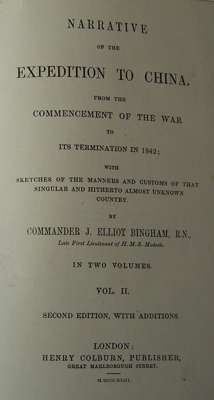 NARRATIVE
OF THE
EXPEDITION TO CHINA,
FROM THE
COMMENCEMENT OF THE WAR
TO
ITS TERMINATION IN 1842;
WITH
SKETCHES OF THE MANNERS AND CUSTOMS OF THAT
SINGULAR AND HITHERTO ALMOST UNKNOWN
COUNTRY.
BY
COMMANDER J. ELLIOT BINGHAM, R.N.,
Late First Lieutenant of H.M.S. Modeste.
IN TWO VOLUMES.
VOL. II.
SECOND EDITION, WITH ADDITIONS.
LONDON:
HENRY COLBURN, PUBLISHER,
GREAT MARLBOROUGH STREET.